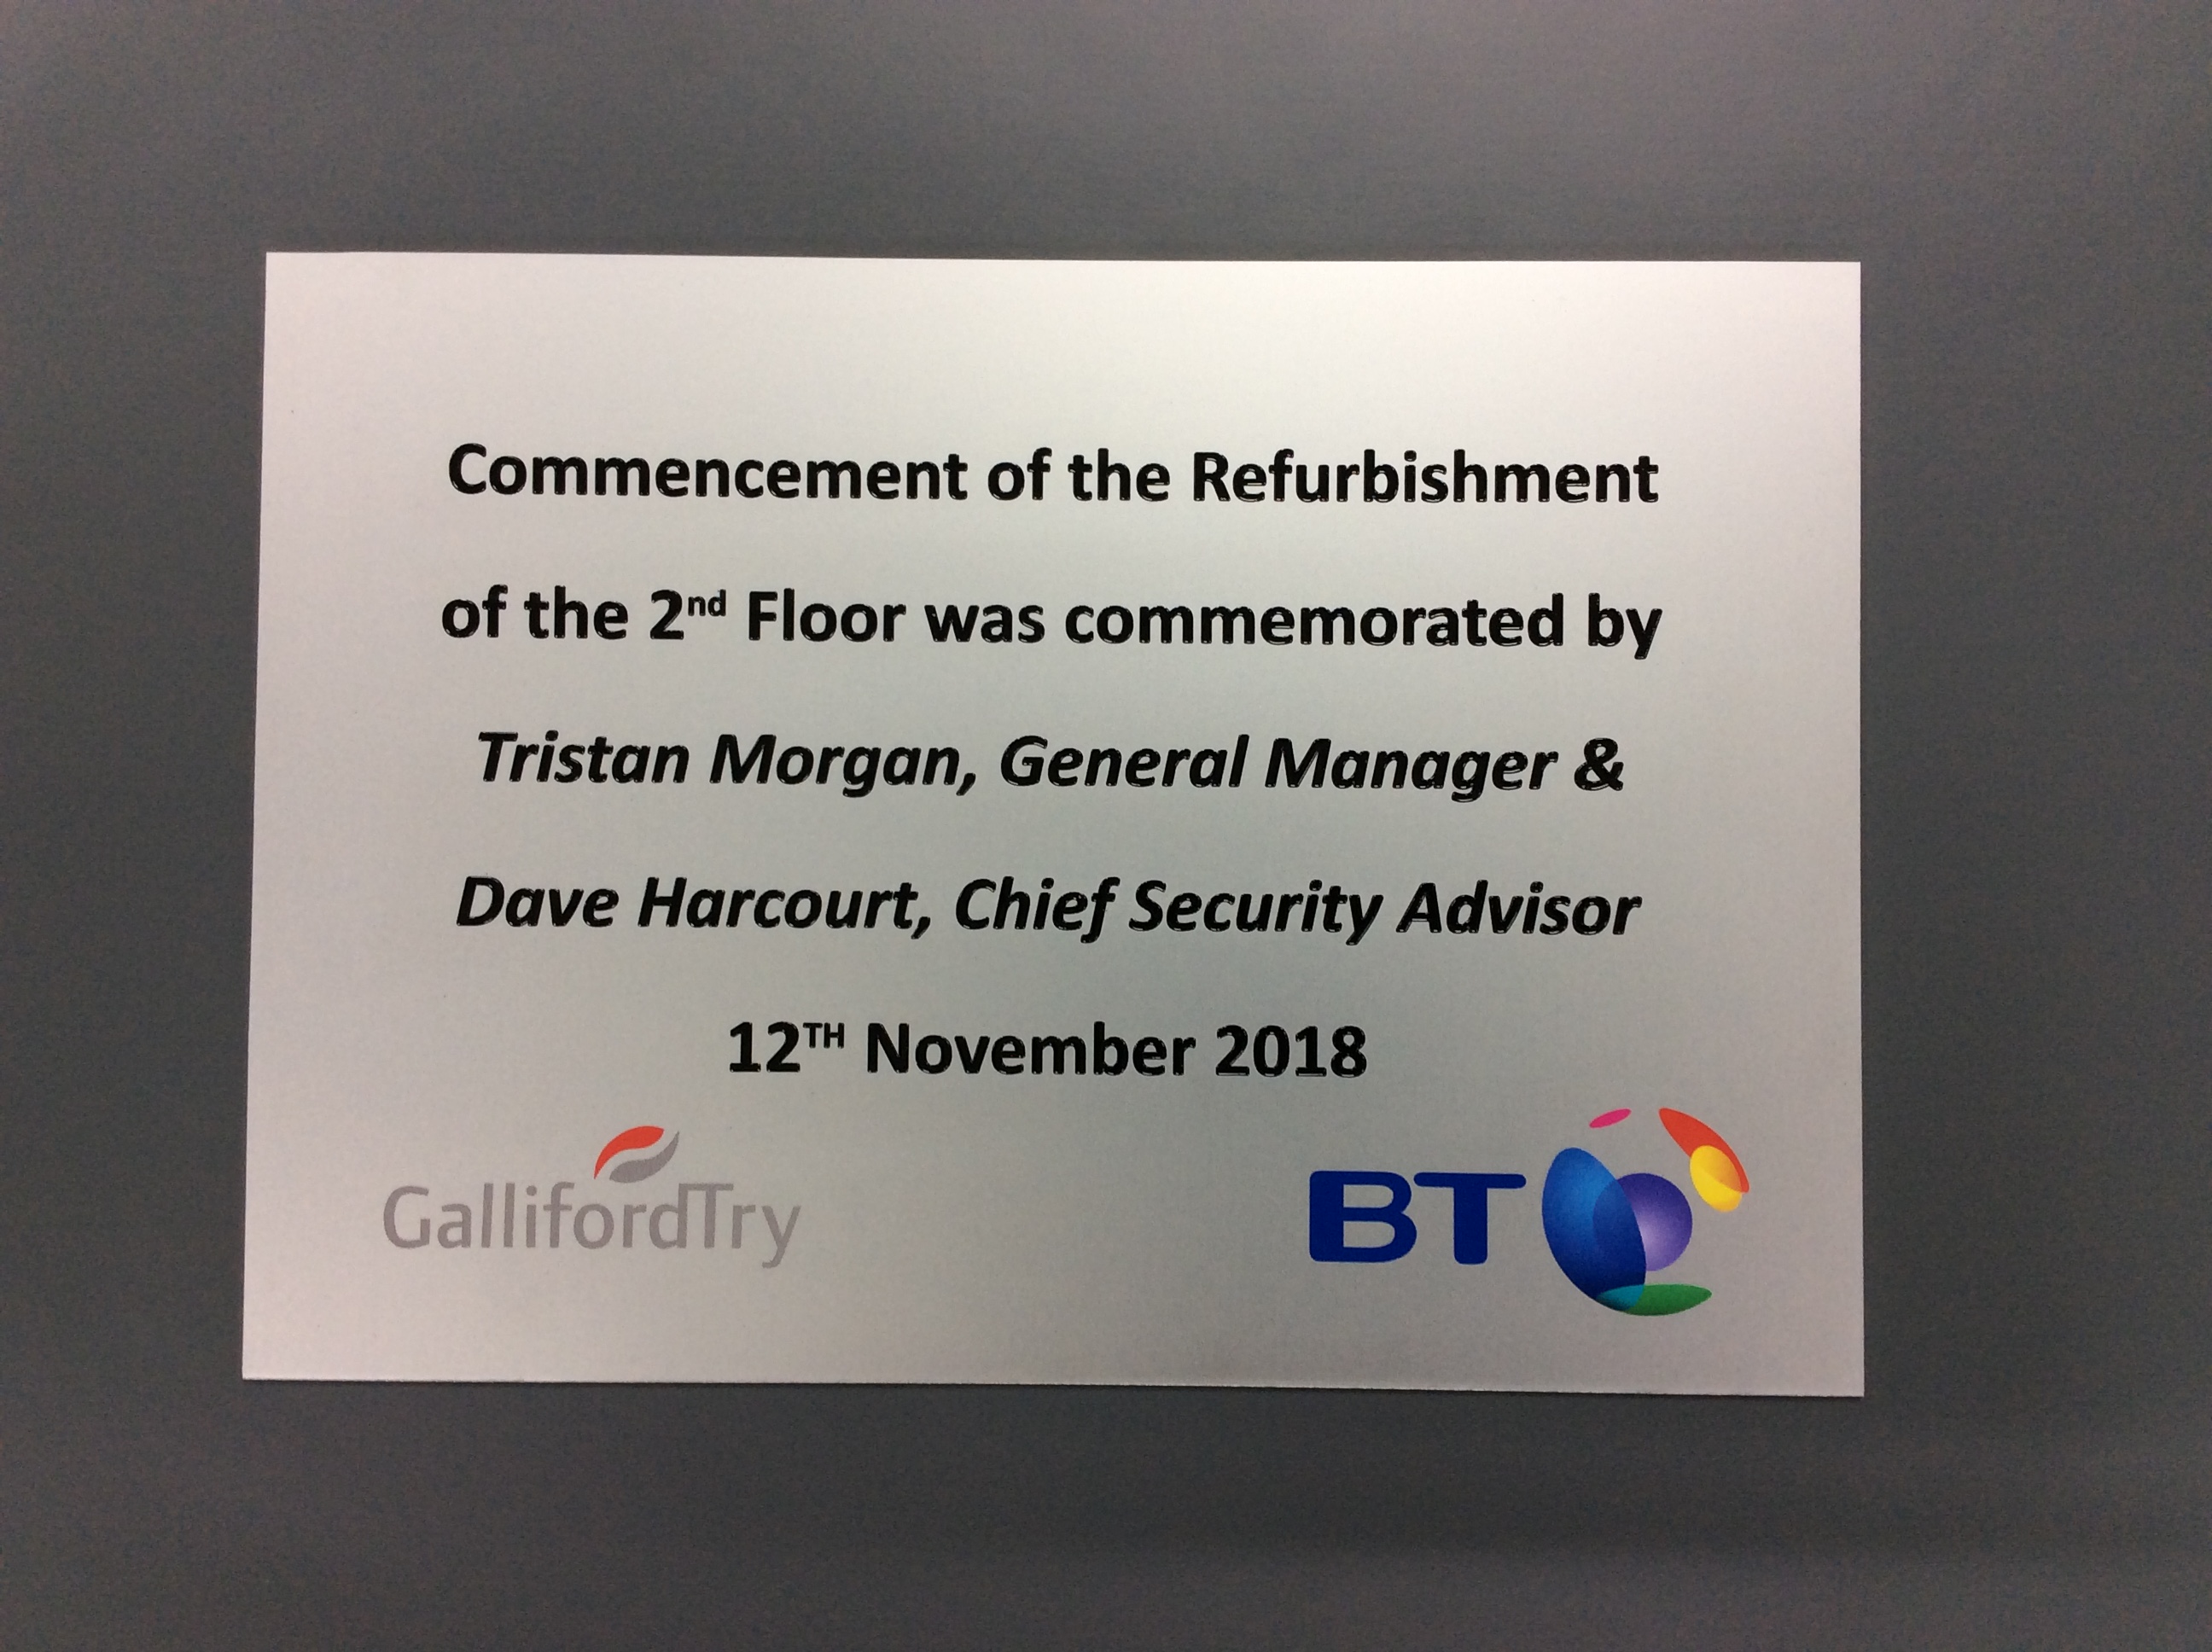 Commencement of the Refurbishment
of the 2nd Floor was commemorated by
Tristan Morgan, General Manager &
Dave Harcourt, Chief Security Advisor
12TH November 2018
GallifordTry
BT